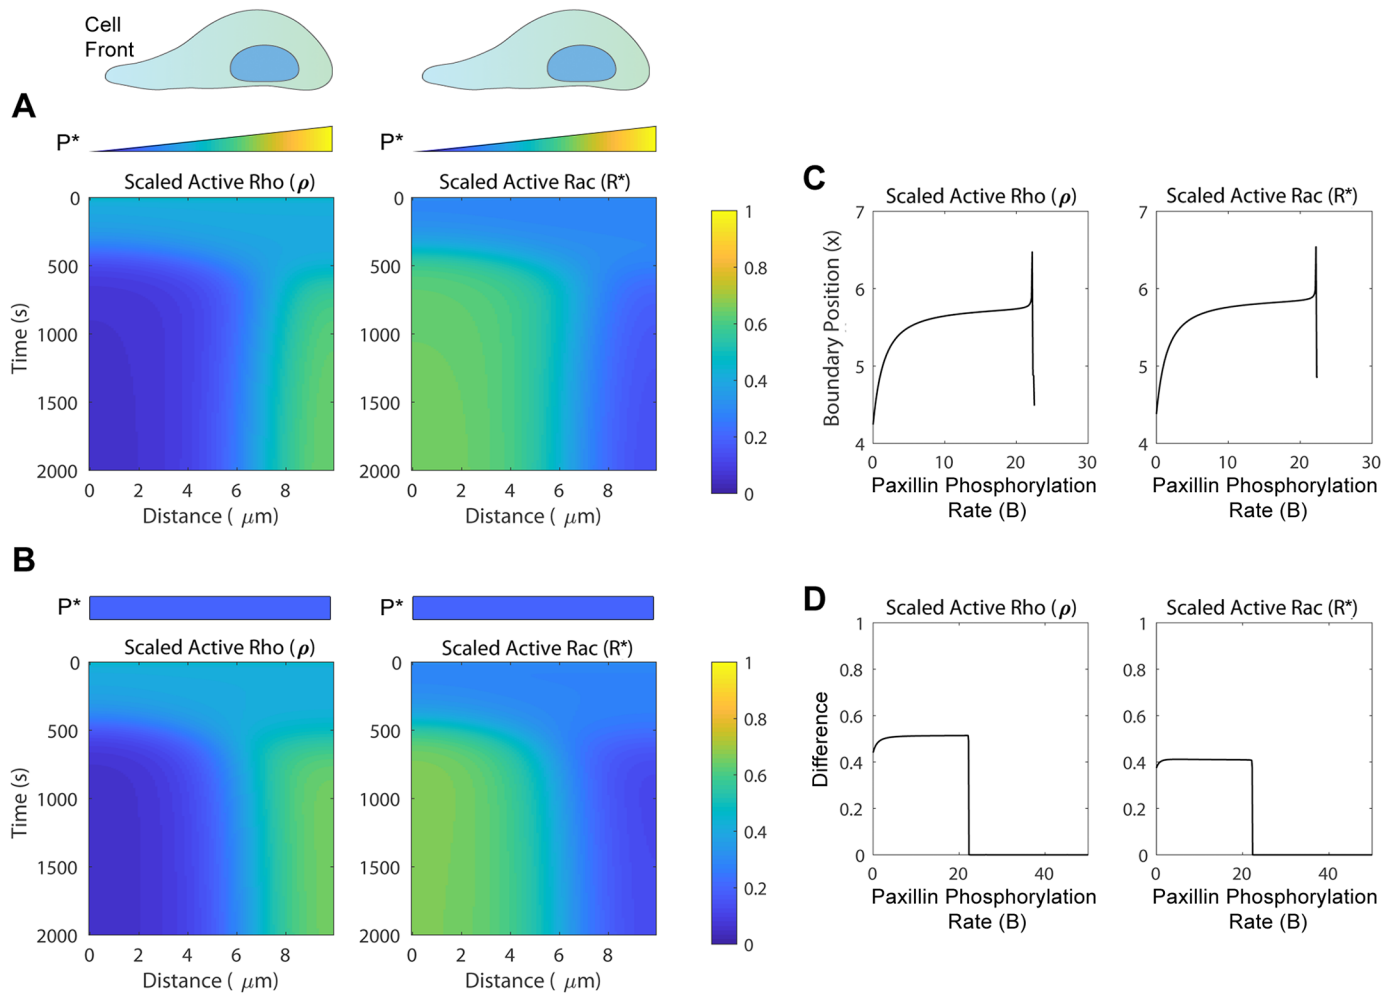 Cell
Front
A
P*
P*
Scaled Active Rho (ρ)
Scaled Active Rac (R*)
0
500
1000
1500
2000
Time (s)
0 2 4 6 8
Distance ( μm)
0 2 4 6 8
Distance ( μm)
1
0.8
0.6
0.4
0.2
0
B
P*
P*
Scaled Active Rho (ρ)
Scaled Active Rac (R*)
0
500
1000
1500
2000
Time (s)
0
500
1000
1500
2000
0
500
1000
1500
2000
0 2 4 6 8
Distance ( μm)
0 2 4 6 8
Distance ( μm)
1
0.8
0.6
0.4
0.2
0
C
Scaled Active Rho (ρ)
Scaled Active Rac (R*)
Boundary Position (x)
7
6
5
4
0 10 20 30
Paxillin Phosphorylation
Rate (B)
7
6
5
4
0 10 20 30
Paxillin Phosphorylation
Rate (B)
D
Scaled Active Rho (ρ)
Scaled Active Rac (R*)
Difference
1
0.8
0.6
0.4
0.2
0
0 20 40
Paxillin Phosphorylation
Rate (B)
1
0.8
0.6
0.4
0.2
0
0 20 40
Paxillin Phosphorylation
Rate (B)